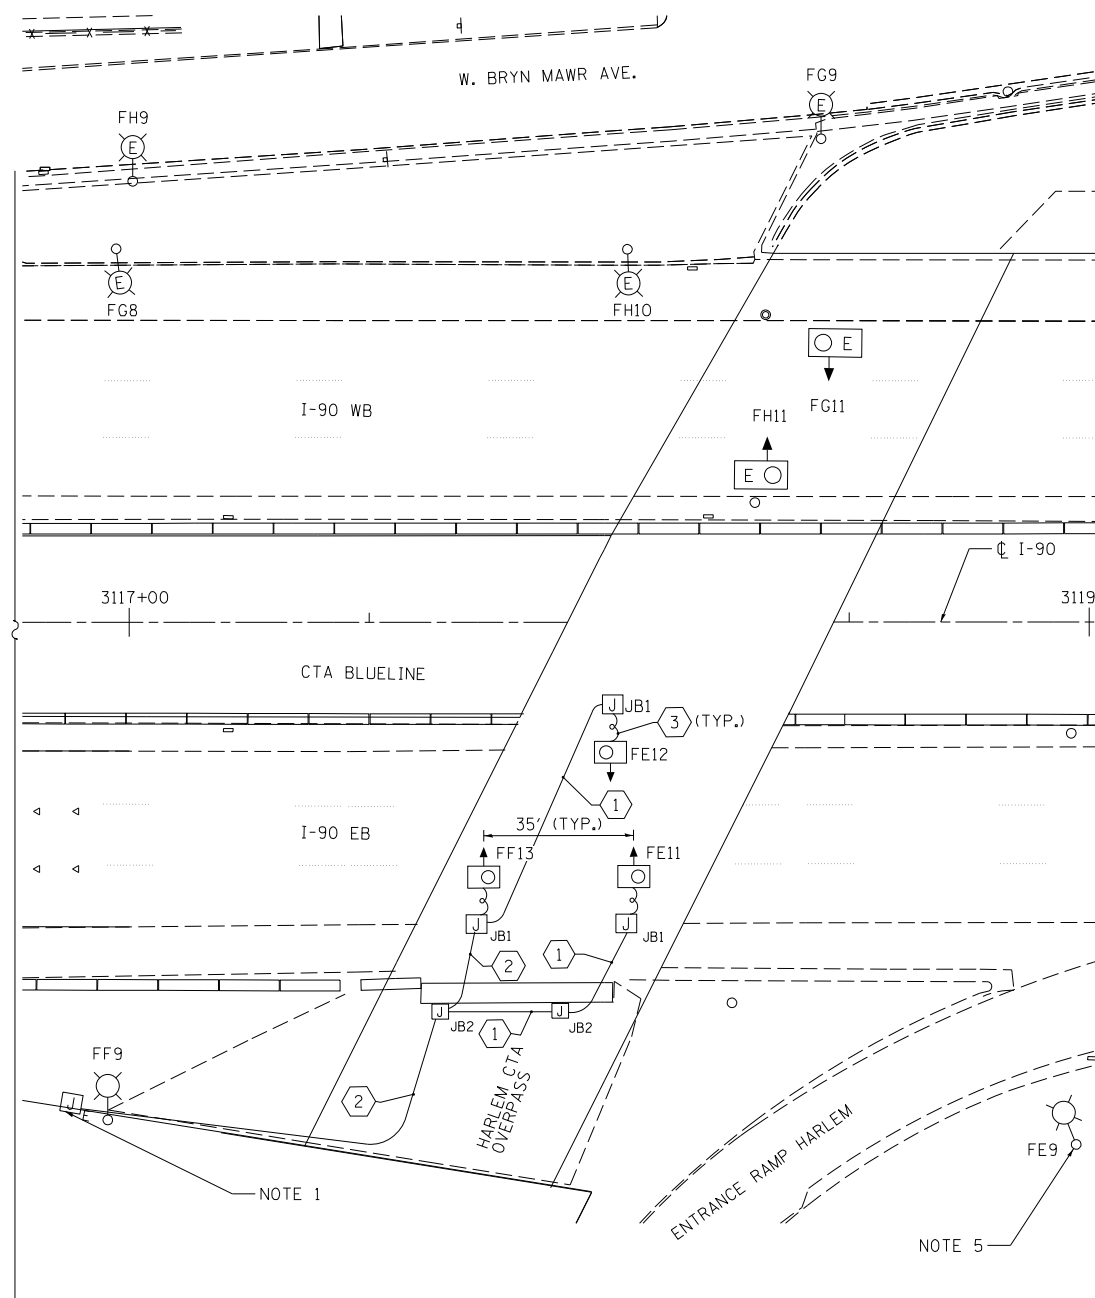 W. BRYN MAWR AVE.
FG9
E
FH9
E
E
FG8
E
FH10
E
FG11
FH11
E
I-90 WB
℄ I-90
3117+00
3119
CTA BLUELINE
J
JB1
3
(TYP.)
FE12
1
I-90 EB
35' (TYP.)
FF13
FE11
J
JB1
J
JB1
2
1
J
JB2
1
J
JB2
FF9
J
E
2
HARLEM CTA
OVERPASS
ENTRANCE RAMP HARLEM
FE9
NOTE 1
NOTE 5